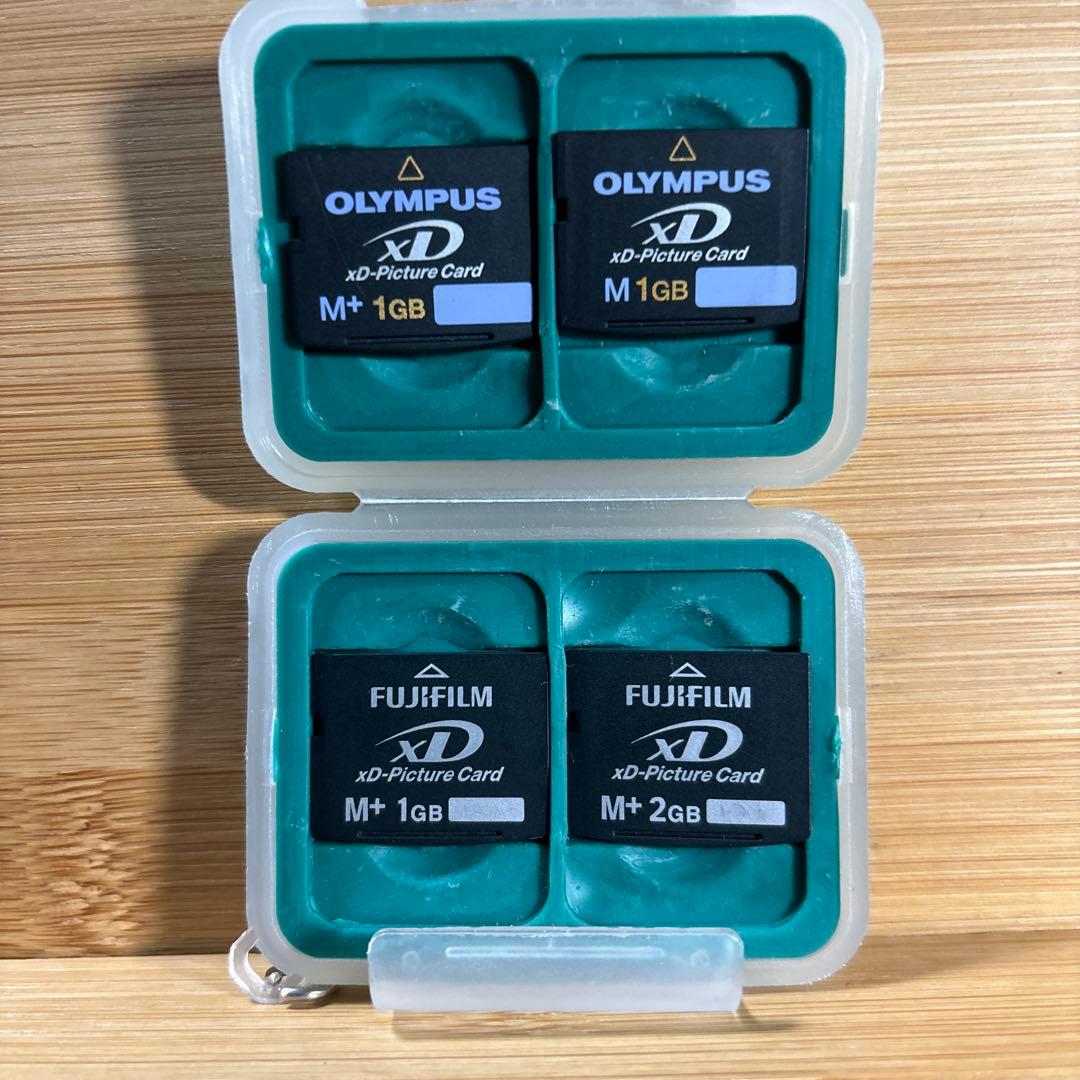 OLYMPUS
xD
xD-Picture Card
M+ 1GB
OLYMPUS
xD
xD-Picture Card
M 1GB
FUJIFILM
xD
xD-Picture Card
M+ 1GB
FUJIFILM
xD
xD-Picture Card
M+ 2GB